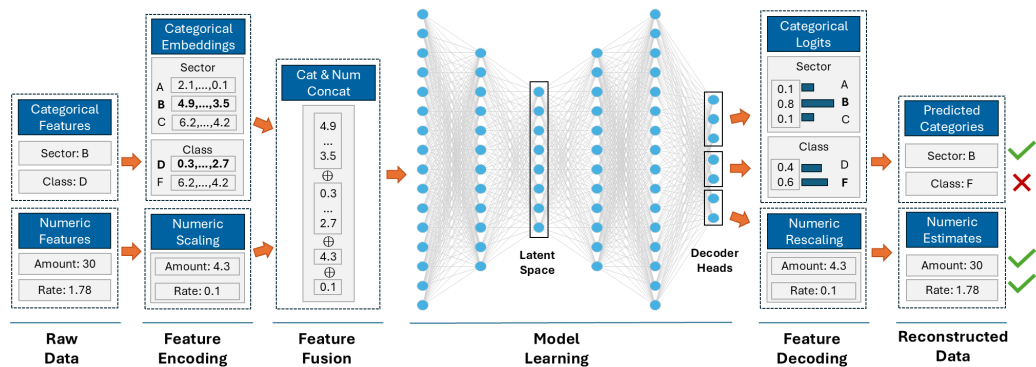 Categorical
Features
Sector: B
Class: D
Numeric
Features
Amount: 30
Rate: 1.78
Raw
Data
Categorical
Embeddings
Sector
A 2.1,...,0.1
B 4.9,...,3.5
C 6.2,...,4.2
Class
D 0.3,...,2.7
F 6.2,...,4.2
Numeric
Scaling
Amount: 4.3
Rate: 0.1
Feature
Encoding
Cat & Num
Concat
4.9
...
3.5
⊕
0.3
...
2.7
⊕
4.3
⊕
0.1
Feature
Fusion
Latent
Space
Decoder
Heads
Model
Learning
Categorical
Logits
Sector
0.1 A
0.8 B
0.1 C
Class
0.4 D
0.6 F
Numeric
Rescaling
Amount: 4.3
Rate: 0.1
Feature
Decoding
Predicted
Categories
Sector: B
Class: F
Numeric
Estimates
Amount: 30
Rate: 1.78
Reconstructed
Data